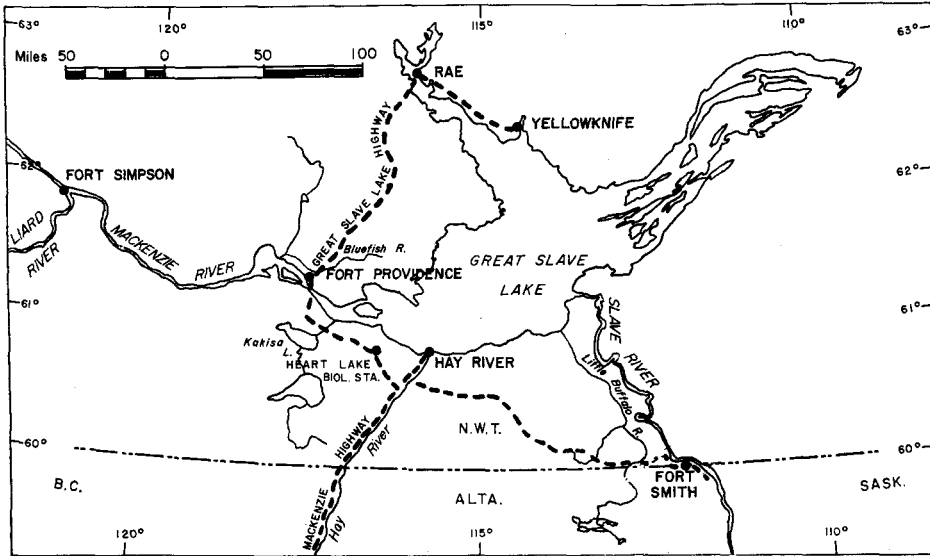 63° 120° 115° 110° 63°
Miles 50 0 50 100
RAE
YELLOWKNIFE
GREAT SLAVE LAKE HIGHWAY
62° 62°
FORT SIMPSON
LIARD RIVER
MACKENZIE RIVER
Bluefish R.
FORT PROVIDENCE
GREAT SLAVE
LAKE
61° 61°
SLAVE RIVER
Kakisa
L.
HEART LAKE
BIOL. STA.
HAY RIVER
Little Buffalo R.
MACKENZIE HIGHWAY
Hay River
N.W.T.
60° 60°
FORT
SMITH
B.C.
ALTA.
SASK.
120° 115° 110°